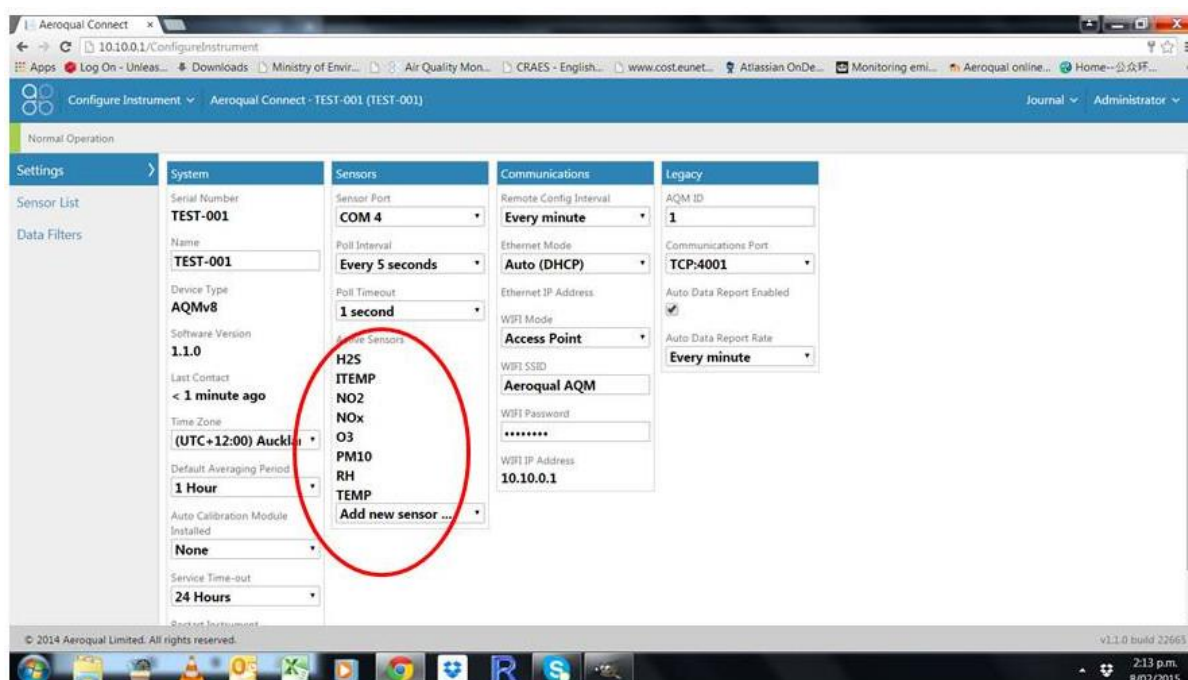 Aeroqual Connect
10.10.0.1/ConfigureInstrument
Apps Log On - Unleas... Downloads Ministry of Envir... Air Quality Mon... CRAES - English... www.cost.eunet... Atlassian OnDe... Monitoring emi... Aeroqual online... Home--公众环...
Configure Instrument Aeroqual Connect - TEST-001 (TEST-001) Journal Administrator
Normal Operation
Settings
Sensor List
Data Filters
System
Serial Number
TEST-001
Name
TEST-001
Device Type
AQMv8
Software Version
1.1.0
Last Contact
< 1 minute ago
Time Zone
(UTC+12:00) Auckla
Default Averaging Period
1 Hour
Auto Calibration Module
Installed
None
Service Time-out
24 Hours
Restart Instrument
Sensors
Sensor Port
COM 4
Poll Interval
Every 5 seconds
Poll Timeout
1 second
Active Sensors
H2S
ITEMP
NO2
NOx
O3
PM10
RH
TEMP
Add new sensor ...
Communications
Remote Config Interval
Every minute
Ethernet Mode
Auto (DHCP)
Ethernet IP Address
WIFI Mode
Access Point
WIFI SSID
Aeroqual AQM
WIFI Password
••••••••
WIFI IP Address
10.10.0.1
Legacy
AQM ID
1
Communications Port
TCP:4001
Auto Data Report Enabled
Auto Data Report Rate
Every minute
© 2014 Aeroqual Limited. All rights reserved. v1.1.0 build 22665
2:13 p.m.
8/02/2015